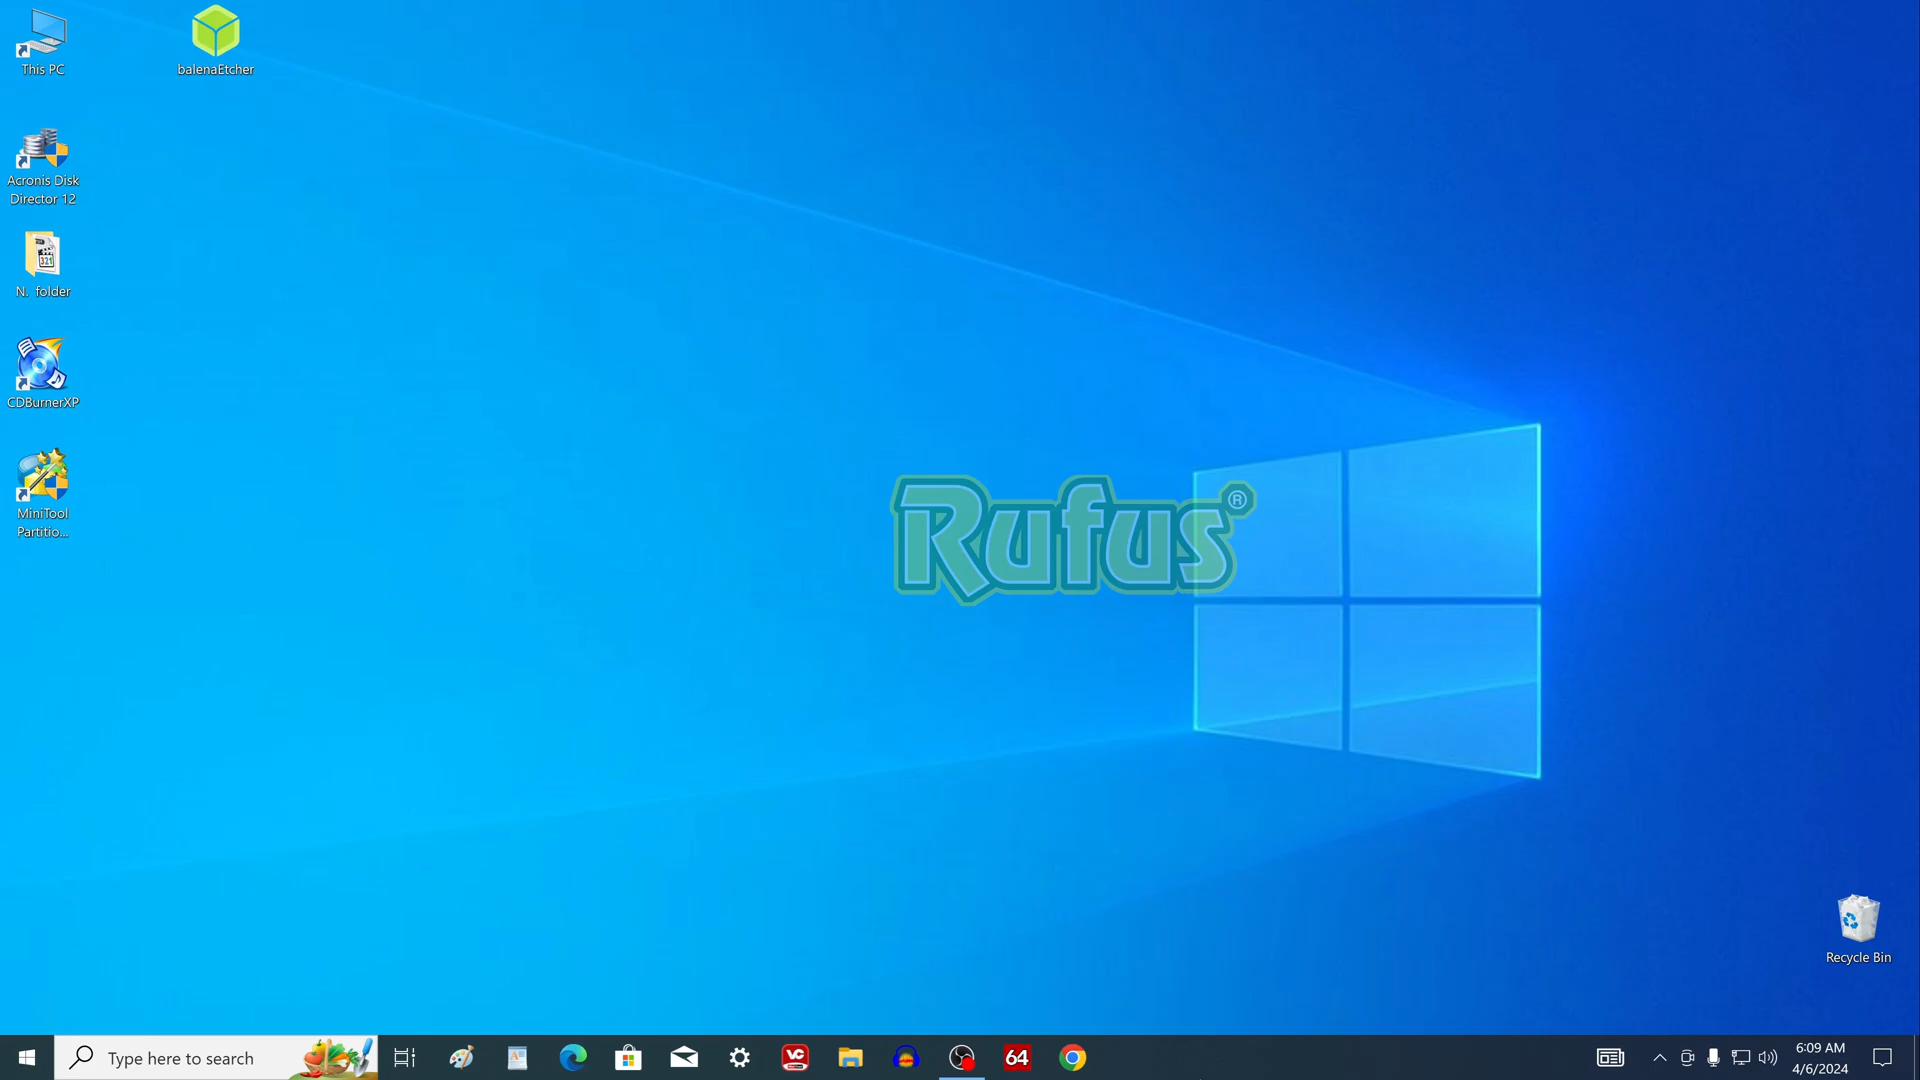 This PC
balenaEtcher
Acronis Disk
Director 12
N. folder
CDBurnerXP
MiniTool
Partitio...
Rufus®
Recycle Bin
Type here to search
VC
64
6:09 AM
4/6/2024